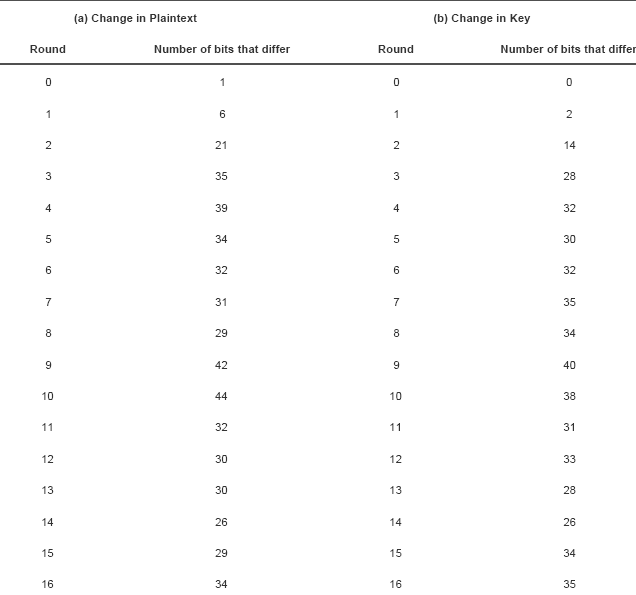 (a) Change in Plaintext (b) Change in Key
Round Number of bits that differ Round Number of bits that differ
0 1 0 0
1 6 1 2
2 21 2 14
3 35 3 28
4 39 4 32
5 34 5 30
6 32 6 32
7 31 7 35
8 29 8 34
9 42 9 40
10 44 10 38
11 32 11 31
12 30 12 33
13 30 13 28
14 26 14 26
15 29 15 34
16 34 16 35